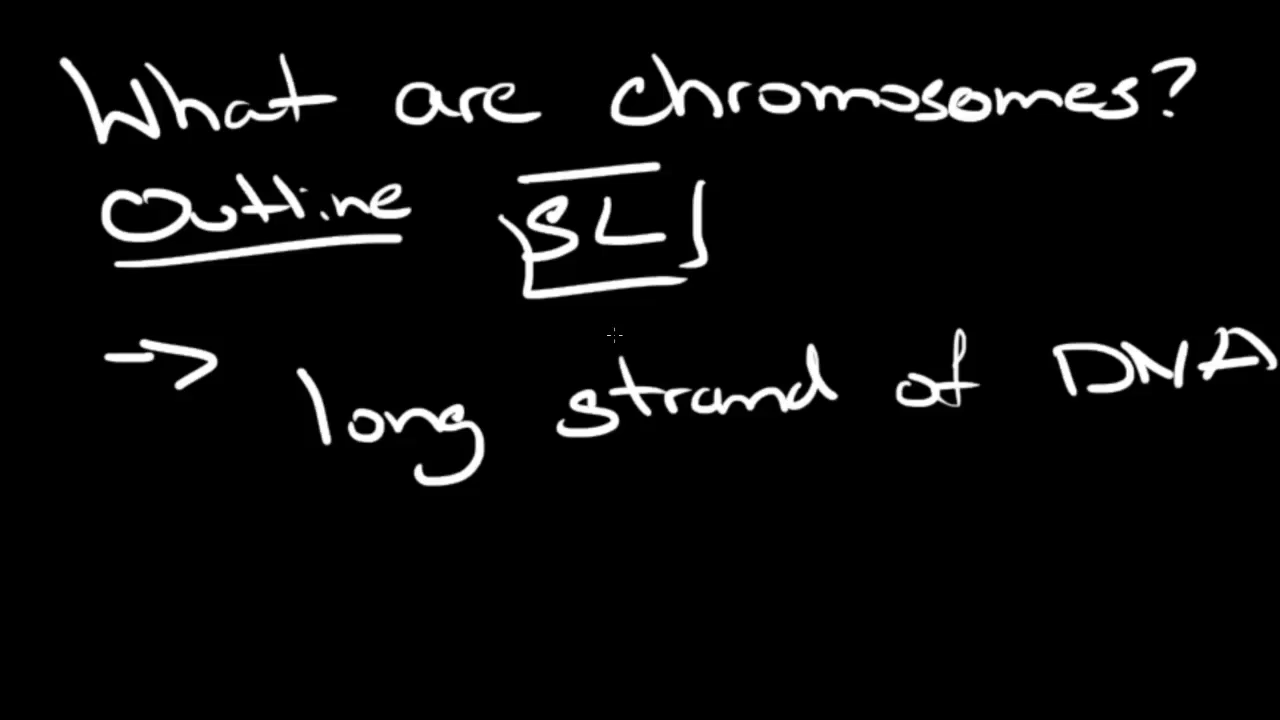 What are chromosomes?
Outline SL
→ long strand of DNA